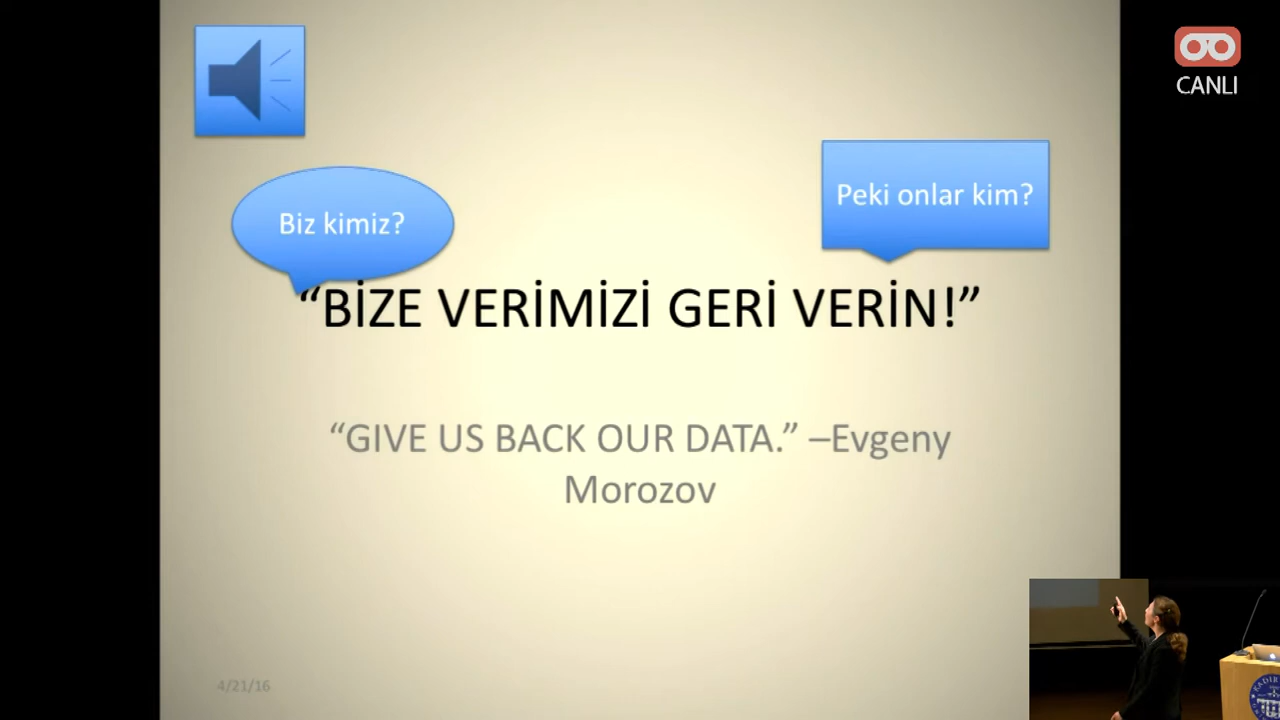 CANLI
Peki onlar kim?
Biz kimiz?
“BİZE VERİMİZİ GERİ VERİN!”
“GIVE US BACK OUR DATA.” –Evgeny
Morozov
4/21/16